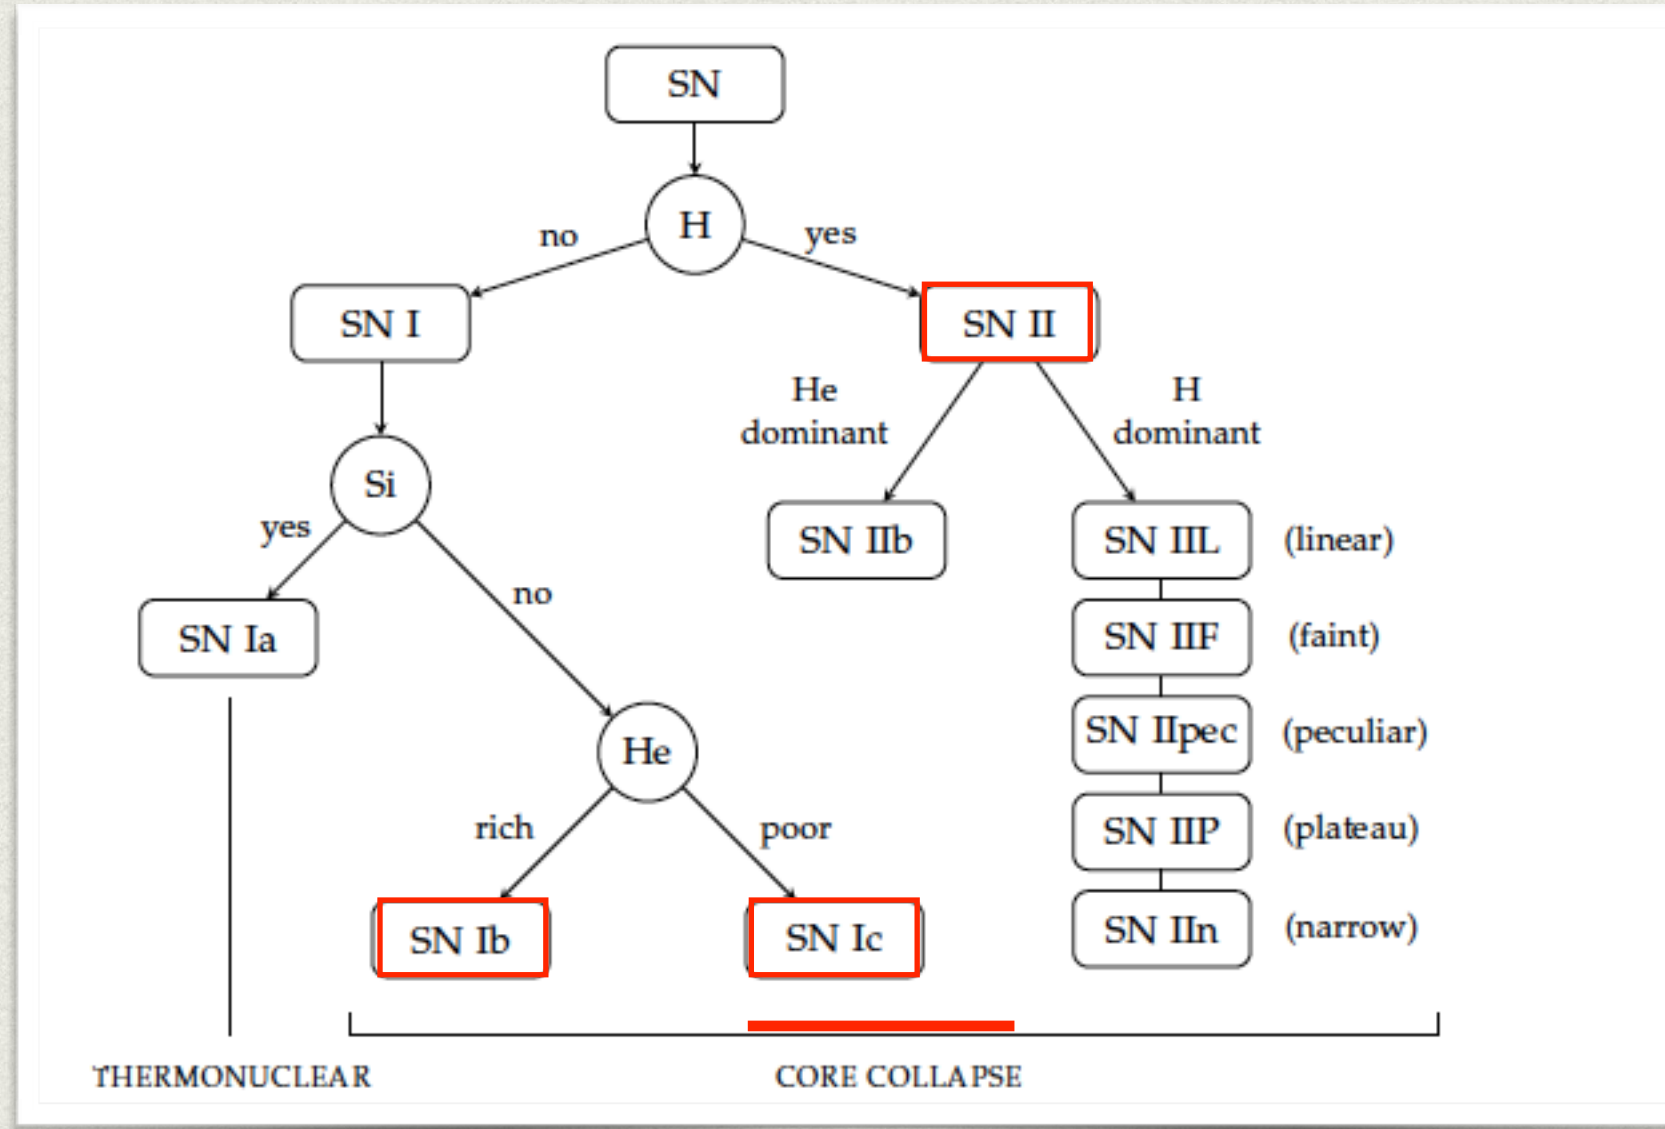 SN
H
no
yes
SN I
SN II
He
dominant
H
dominant
Si
yes
no
SN IIb
SN IIL (linear)
SN Ia
SN IIF (faint)
He
SN IIpec (peculiar)
rich
poor
SN IIP (plateau)
SN Ib
SN Ic
SN IIn (narrow)
THERMONUCLEAR
CORE COLLAPSE